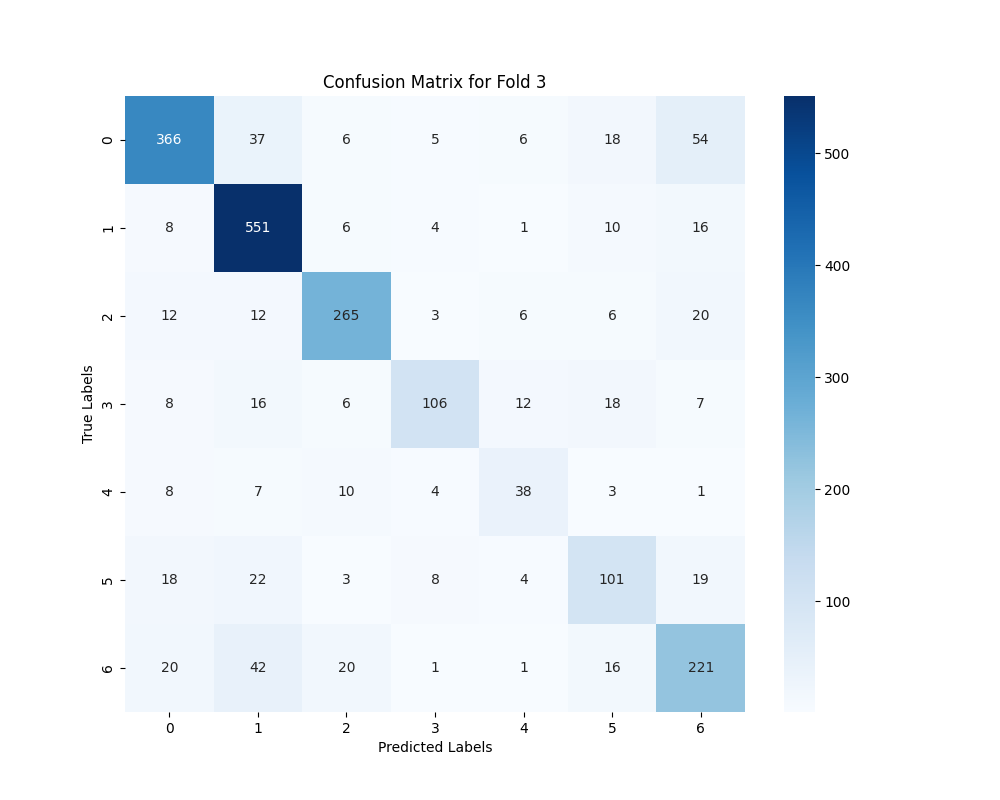 Confusion Matrix for Fold 3
True Labels
0 366 37 6 5 6 18 54
1 8 551 6 4 1 10 16
2 12 12 265 3 6 6 20
3 8 16 6 106 12 18 7
4 8 7 10 4 38 3 1
5 18 22 3 8 4 101 19
6 20 42 20 1 1 16 221
0 1 2 3 4 5 6
Predicted Labels
500
400
300
200
100